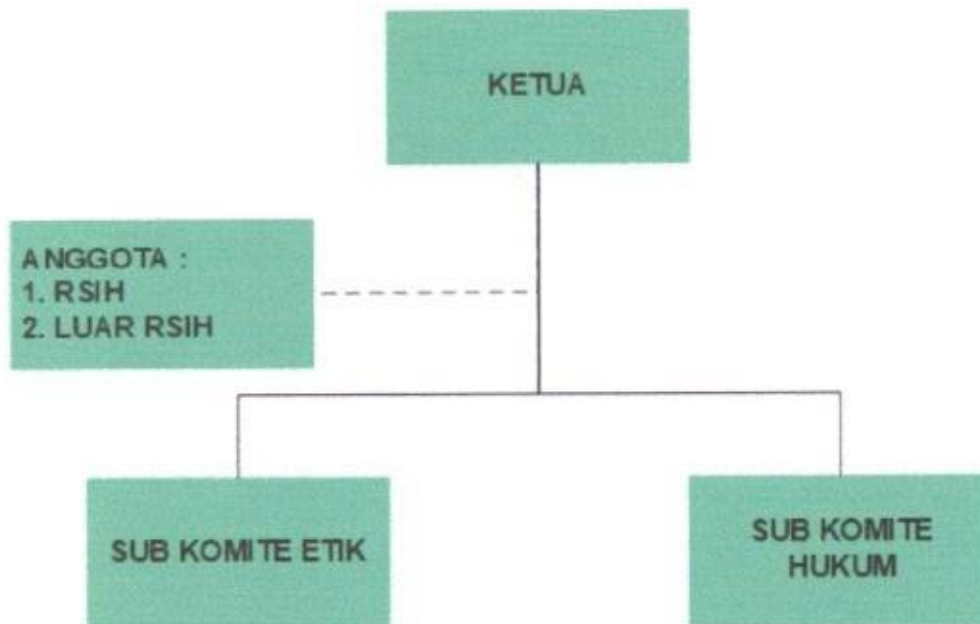 KETUA
ANGGOTA :
1. RSIH
2. LUAR RSIH
SUB KOMITE ETIK
SUB KOMITE
HUKUM